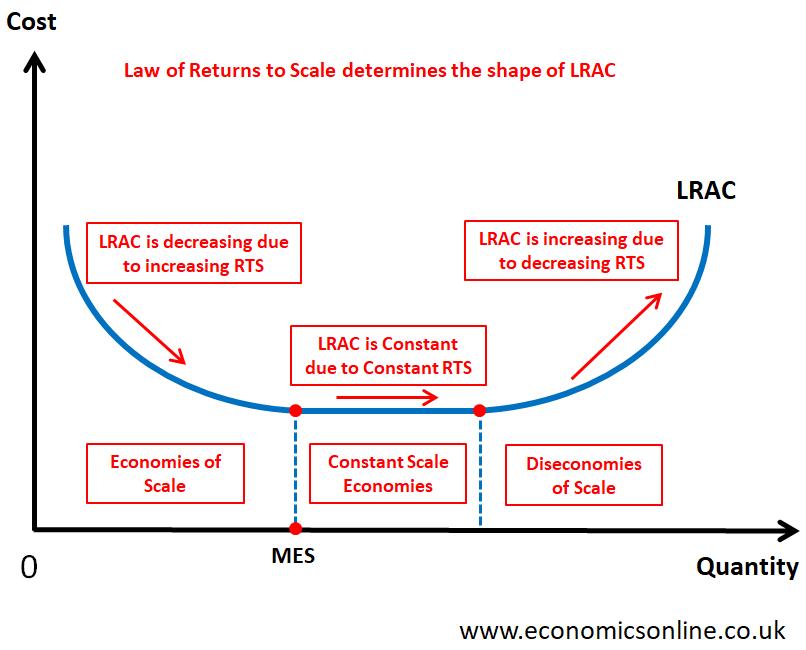 Cost
Law of Returns to Scale determines the shape of LRAC
LRAC
LRAC is decreasing due
to increasing RTS
LRAC is increasing due
to decreasing RTS
LRAC is Constant
due to Constant RTS
Economies of
Scale
Constant Scale
Economies
Diseconomies
of Scale
0
MES
Quantity
www.economicsonline.co.uk